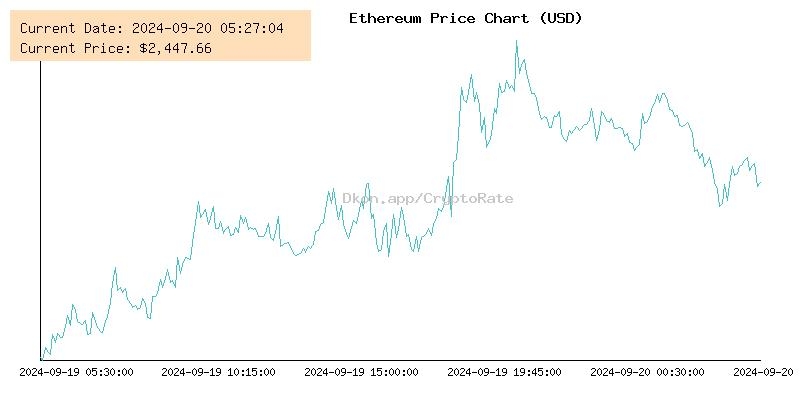 Ethereum Price Chart (USD)
Current Date: 2024-09-20 05:27:04
Current Price: $2,447.66
Dkon.app/CryptoRate
2024-09-19 05:30:00
2024-09-19 10:15:00
2024-09-19 15:00:00
2024-09-19 19:45:00
2024-09-20 00:30:00
2024-09-20